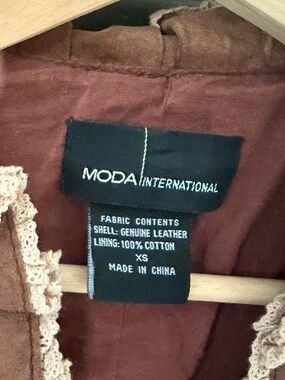 MODA INTERNATIONAL
FABRIC CONTENTS
SHELL: GENUINE LEATHER
LINING: 100% COTTON
XS
MADE IN CHINA